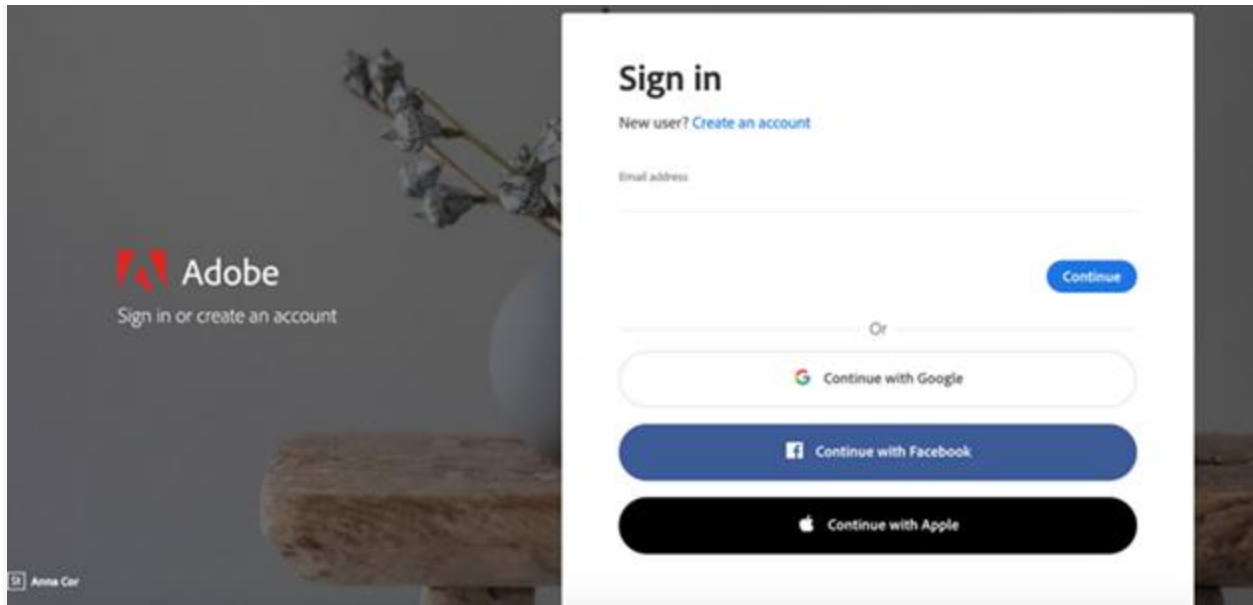 Adobe
Sign in or create an account
St Anna Cor
Sign in
New user? Create an account
Email address
Continue
Or
Continue with Google
Continue with Facebook
Continue with Apple